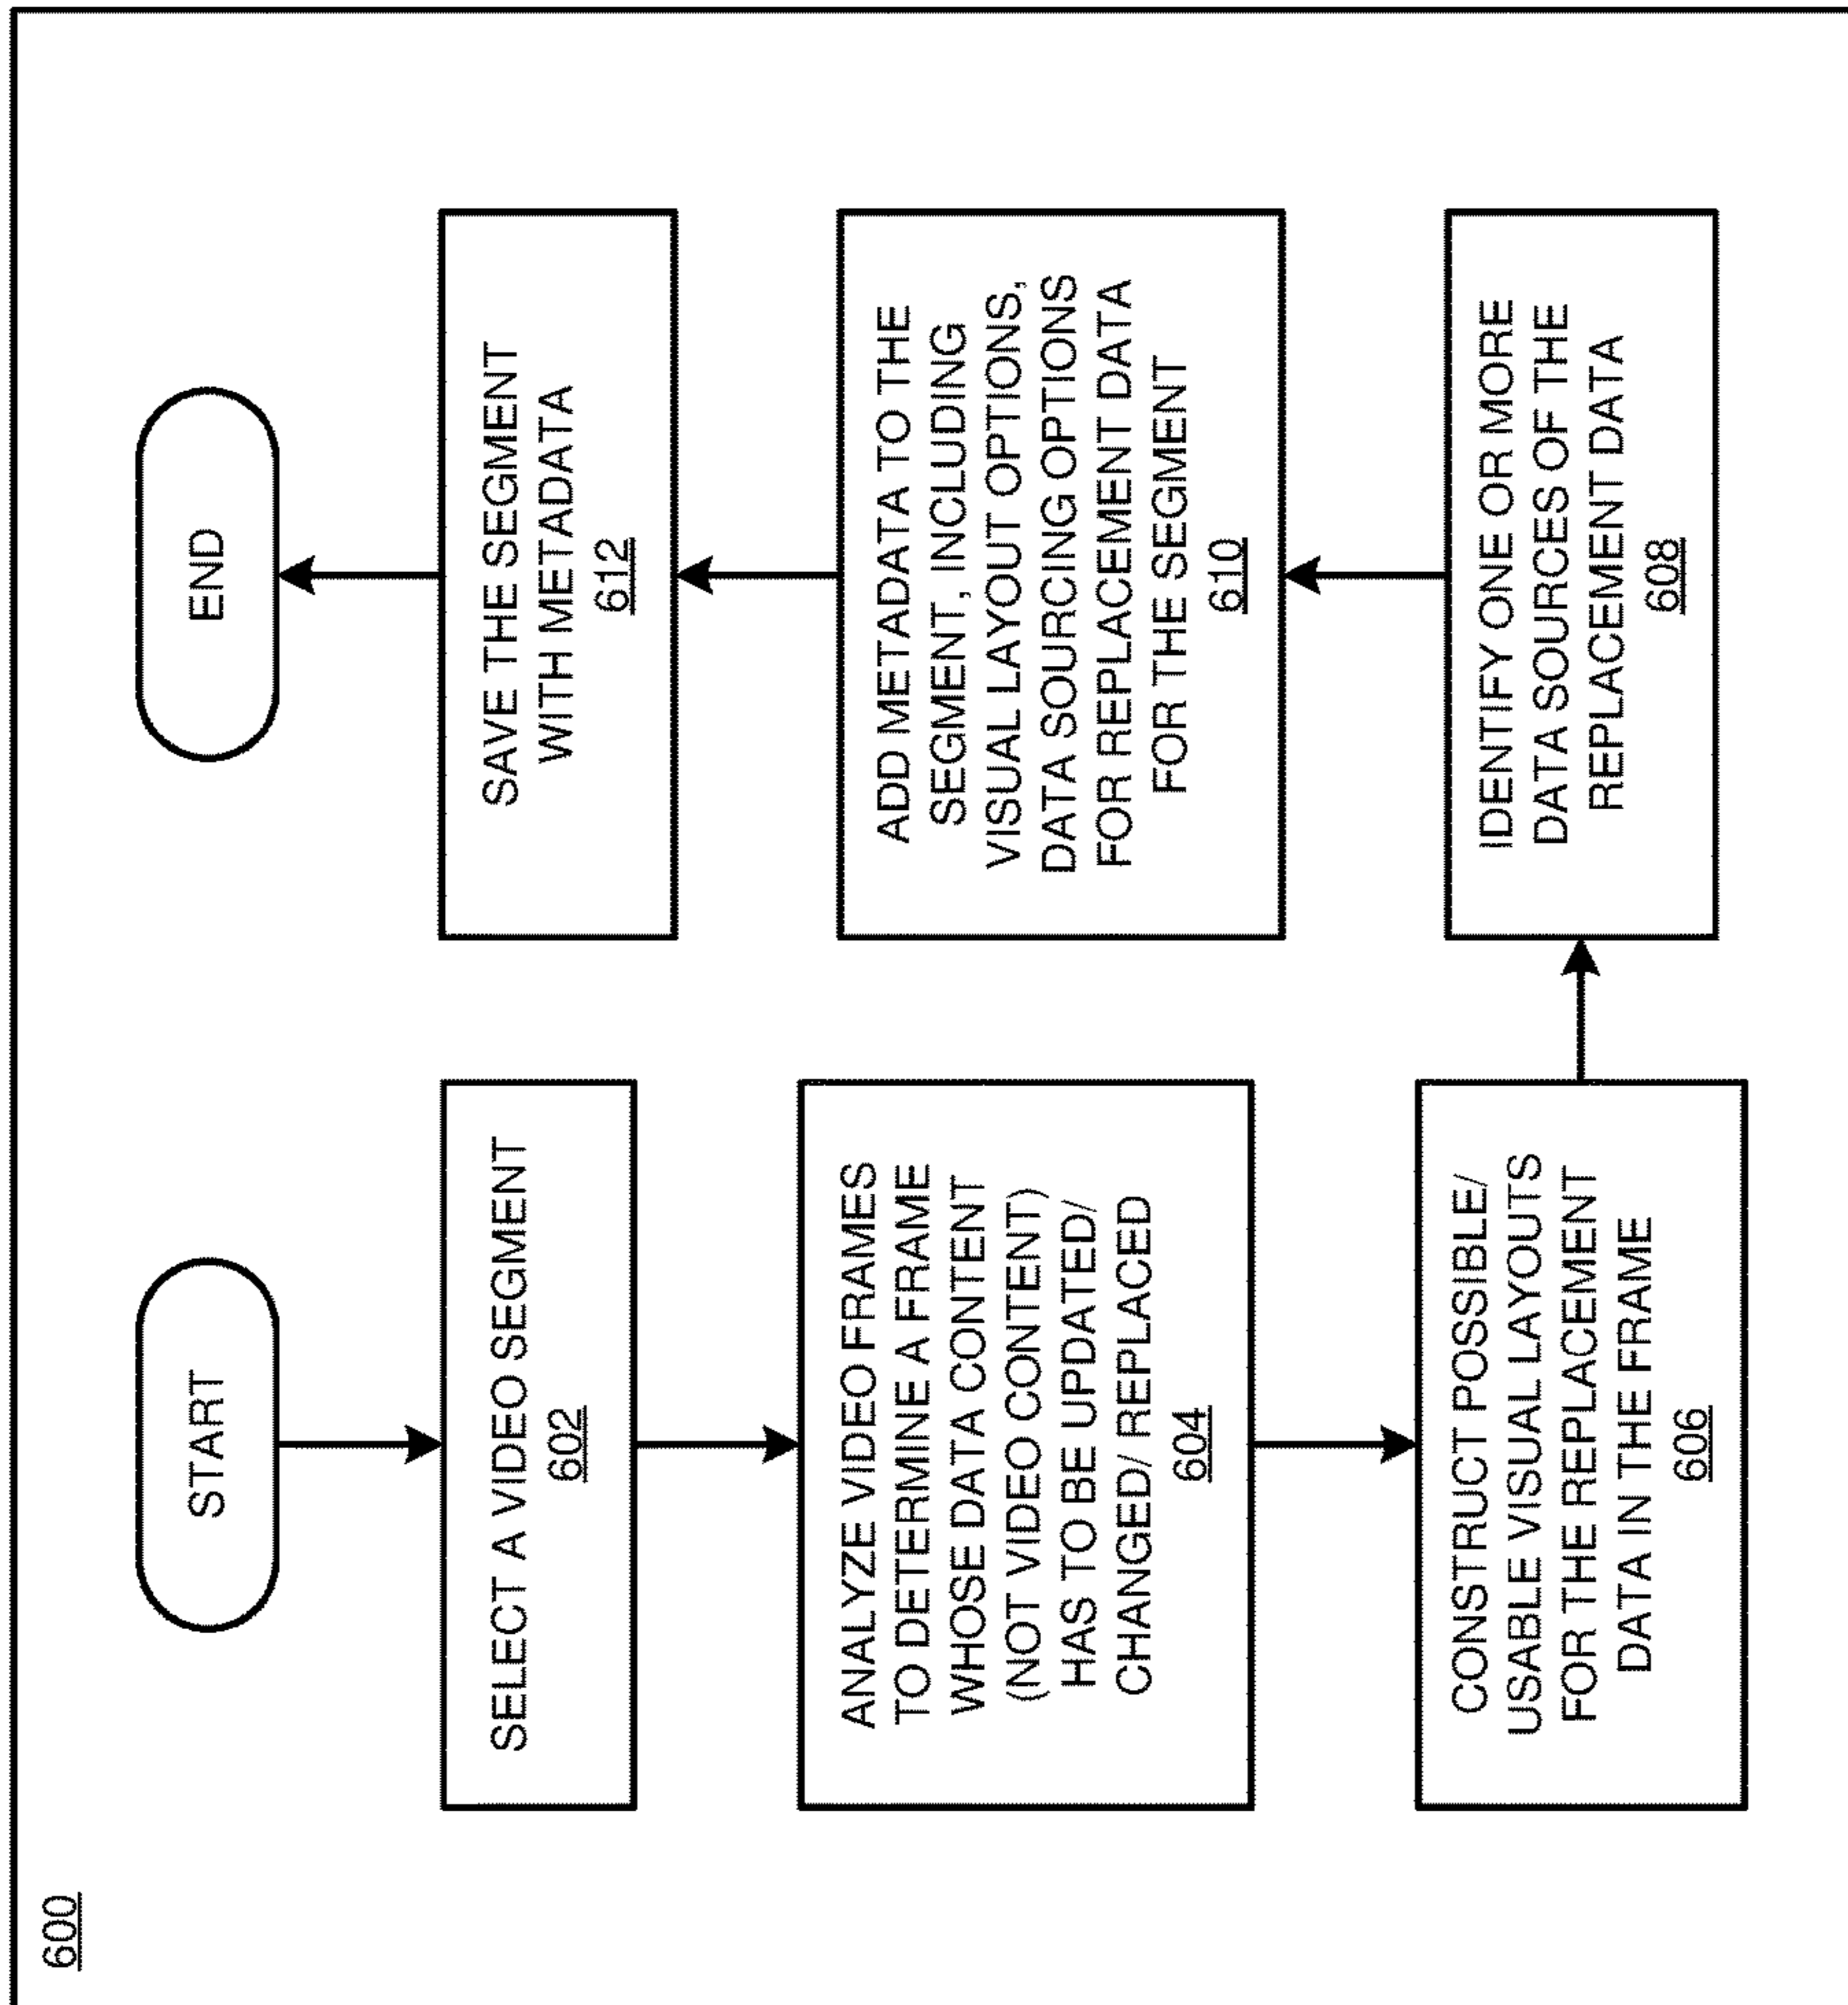 600
START
SELECT A VIDEO SEGMENT
602
ANALYZE VIDEO FRAMES
TO DETERMINE A FRAME
WHOSE DATA CONTENT
(NOT VIDEO CONTENT)
HAS TO BE UPDATED/
CHANGED/ REPLACED
604
CONSTRUCT POSSIBLE/
USABLE VISUAL LAYOUTS
FOR THE REPLACEMENT
DATA IN THE FRAME
606
IDENTIFY ONE OR MORE
DATA SOURCES OF THE
REPLACEMENT DATA
608
ADD METADATA TO THE
SEGMENT, INCLUDING
VISUAL LAYOUT OPTIONS,
DATA SOURCING OPTIONS
FOR REPLACEMENT DATA
FOR THE SEGMENT
610
SAVE THE SEGMENT
WITH METADATA
612
END